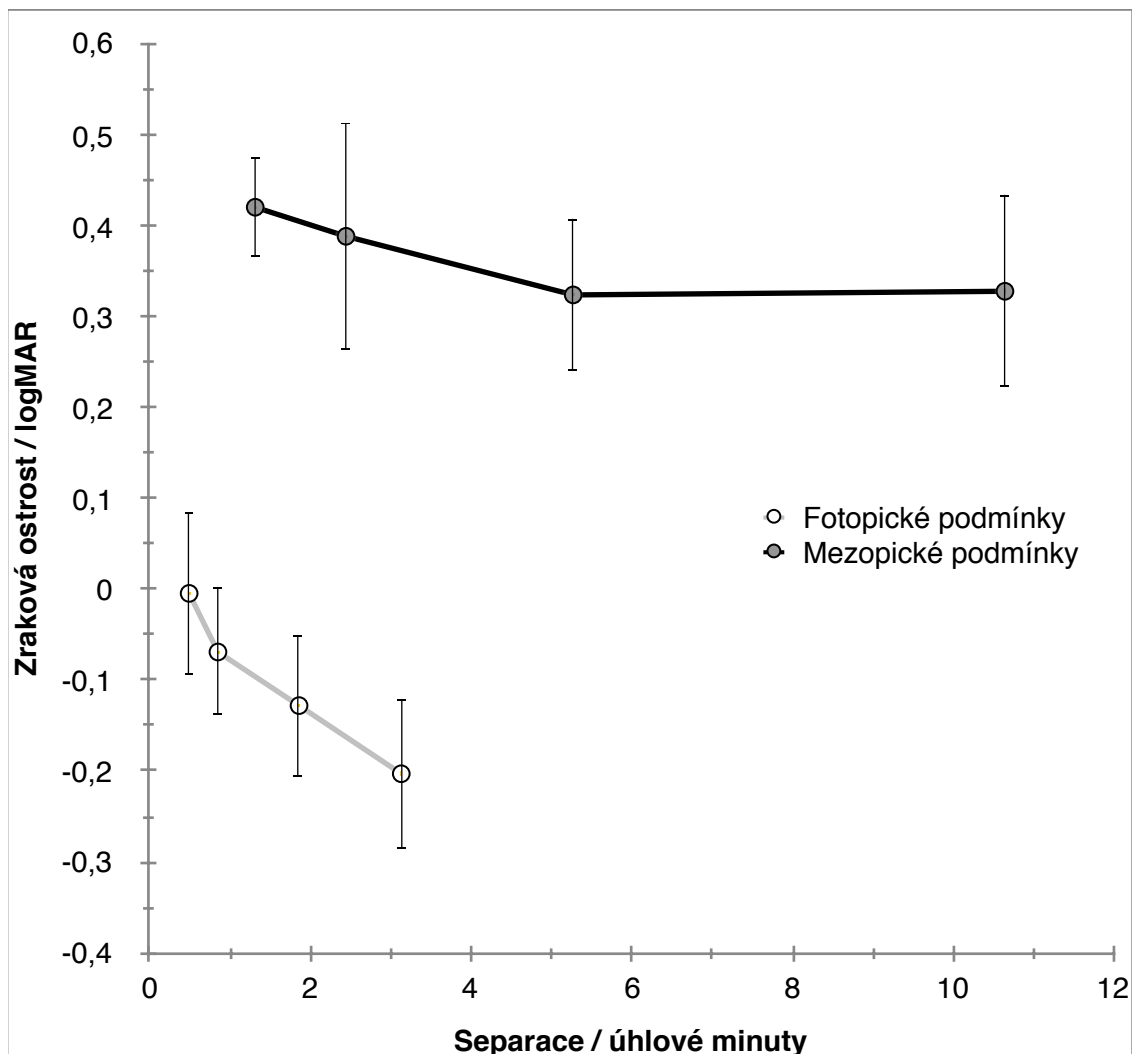 0,6
0,5
0,4
0,3
0,2
0,1
0
-0,1
-0,2
-0,3
-0,4
Zraková ostrost / logMAR
Fotopické podmínky
Mezopické podmínky
0 2 4 6 8 10 12
Separace / úhlové minuty